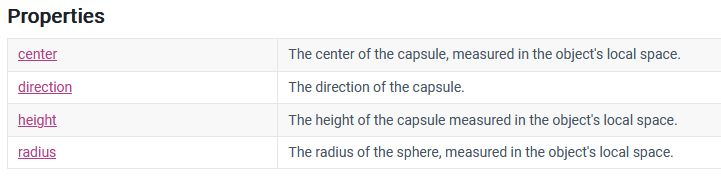 Properties
center The center of the capsule, measured in the object's local space.
direction The direction of the capsule.
height The height of the capsule measured in the object's local space.
radius The radius of the sphere, measured in the object's local space.